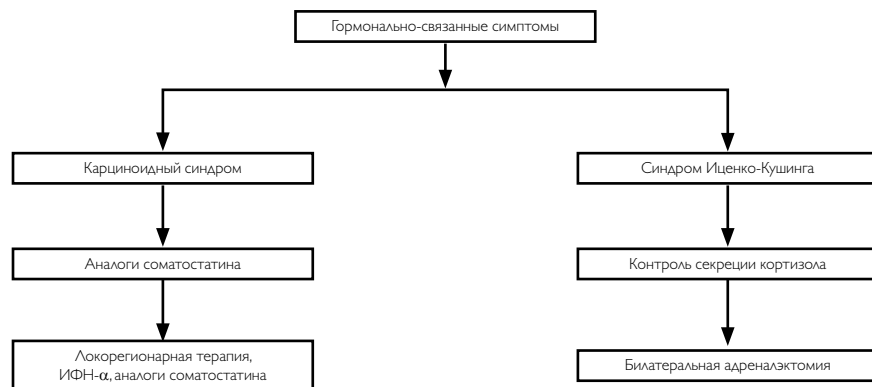 Гормонально-связанные симптомы
Карциноидный синдром
Синдром Иценко-Кушинга
Аналоги соматостатина
Контроль секреции кортизола
Локорегионарная терапия,
ИФН-α, аналоги соматостатина
Билатеральная адреналэктомия